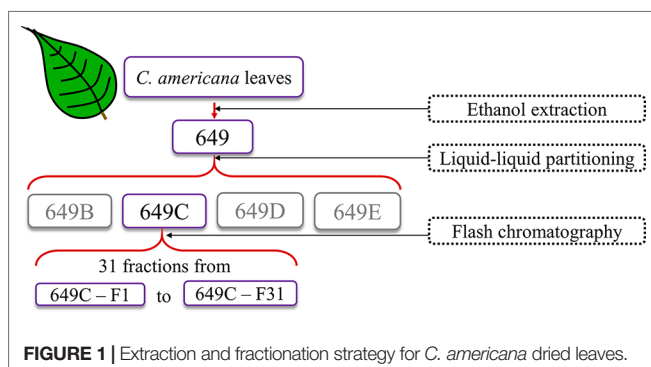 C. americana leaves
Ethanol extraction
649
Liquid-liquid partitioning
649B 649C 649D 649E
Flash chromatography
31 fractions from
649C – F1 to 649C – F31
FIGURE 1 | Extraction and fractionation strategy for C. americana dried leaves.